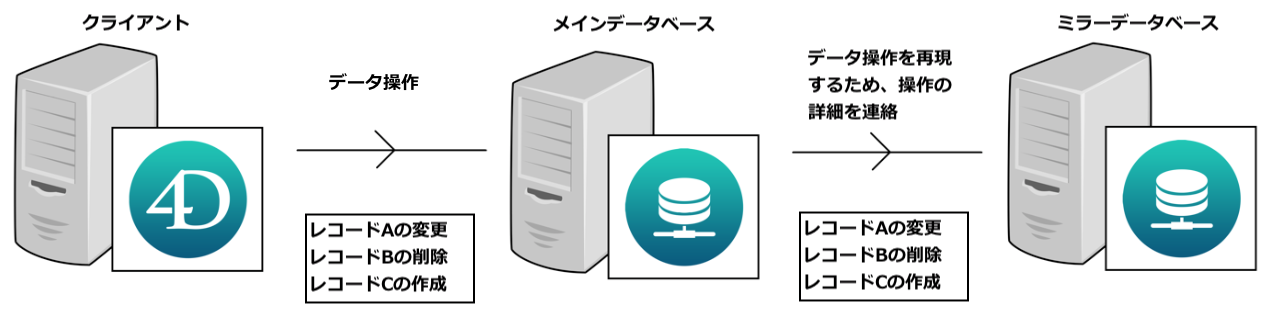 クライアント
メインデータベース
ミラーデータベース
データ操作
データ操作を再現
するため、操作の
詳細を連絡
4D
レコードAの変更
レコードBの削除
レコードCの作成
レコードAの変更
レコードBの削除
レコードCの作成